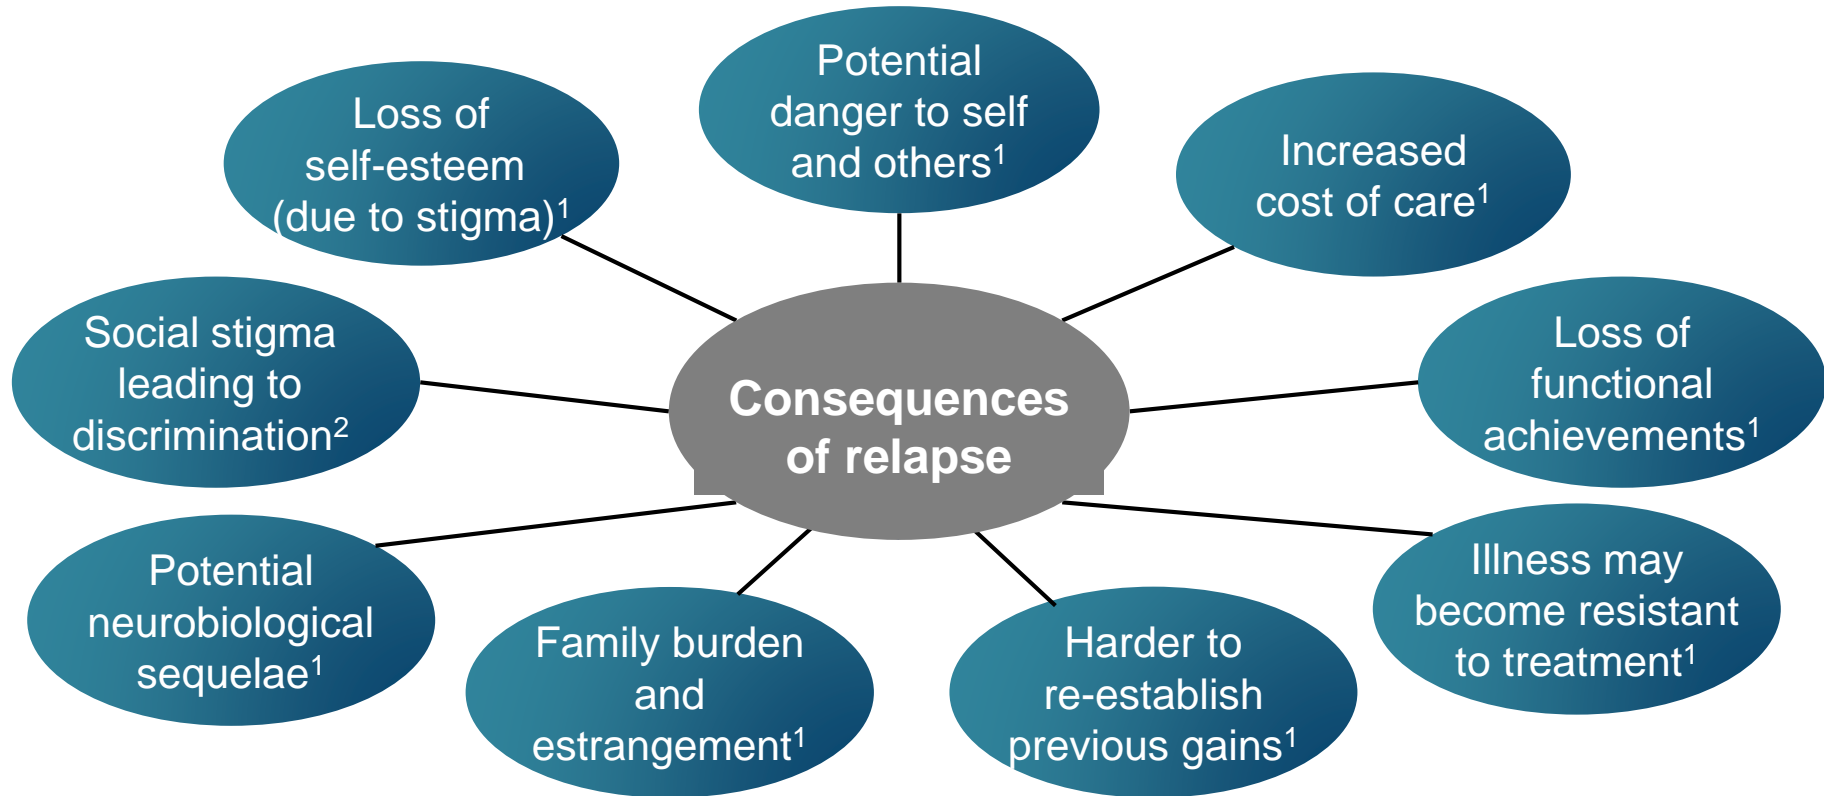 Potential
danger to self
and others¹
Loss of
self-esteem
(due to stigma)¹
Increased
cost of care¹
Social stigma
leading to
discrimination²
Consequences
of relapse
Loss of
functional
achievements¹
Potential
neurobiological
sequelae¹
Family burden
and
estrangement¹
Harder to
re-establish
previous gains¹
Illness may
become resistant
to treatment¹